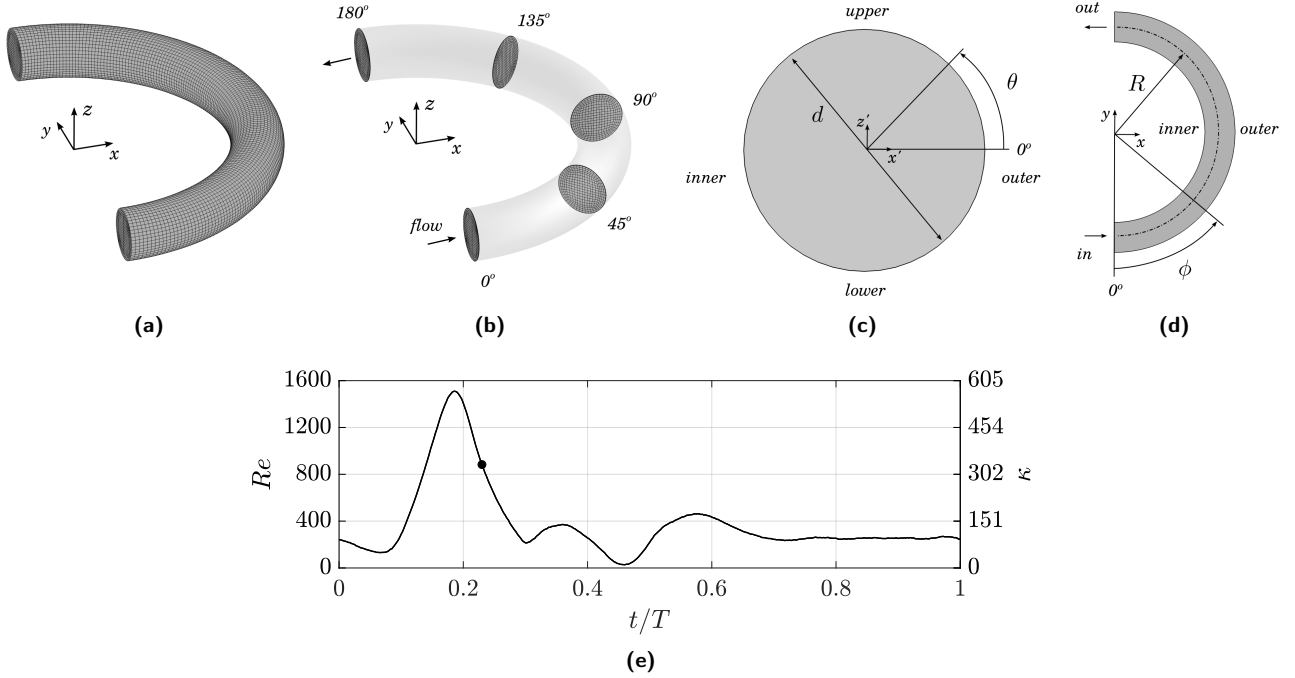 180°
135°
z
y
x
z
y
x
90°
flow
45°
0°
upper
d
θ
z′
x′
0°
inner
outer
lower
out
R
y
x
inner
outer
in
ϕ
0°
(a)
(b)
(c)
(d)
1600
1200
800
400
0
Re
605
454
302
151
0
κ
0
0.2
0.4
0.6
0.8
1
t/T
(e)